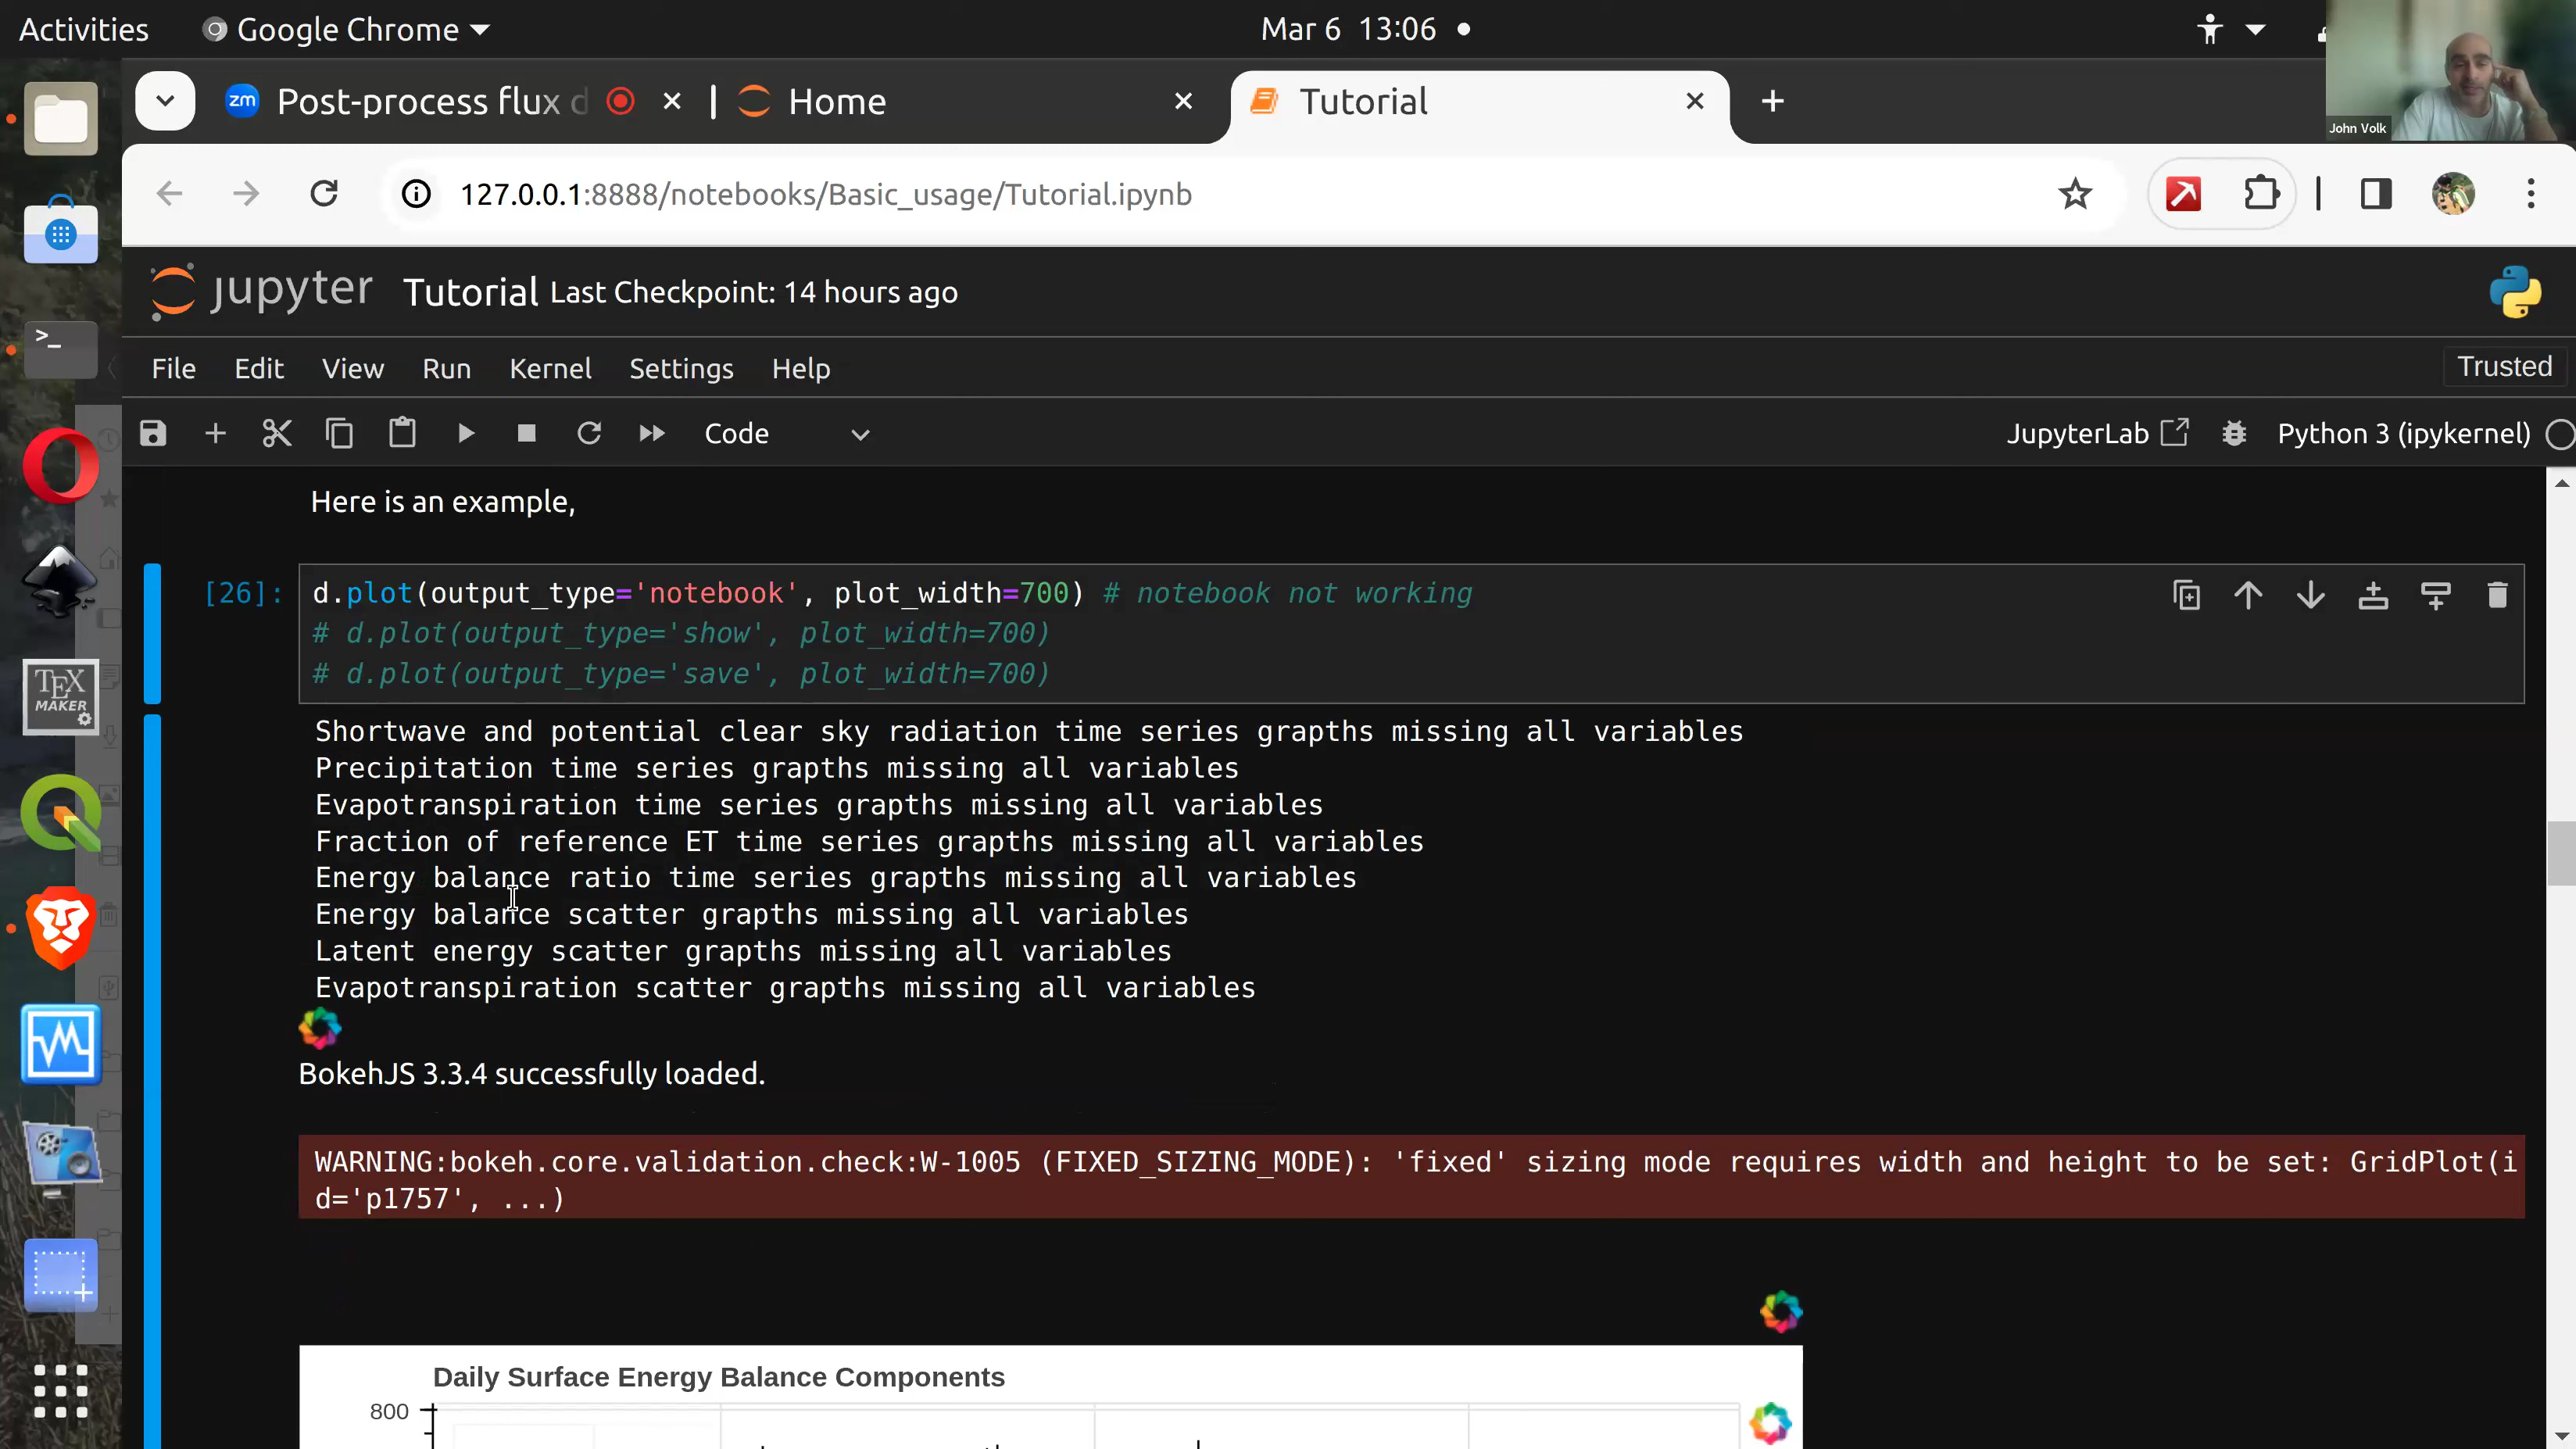 Activities Google Chrome Mar 6 13:06
zm Post-process flux d Home Tutorial
John Volk
127.0.0.1:8888/notebooks/Basic_usage/Tutorial.ipynb
jupyter Tutorial Last Checkpoint: 14 hours ago
File Edit View Run Kernel Settings Help Trusted
Code JupyterLab Python 3 (ipykernel)
Here is an example,
[26]: d.plot(output_type='notebook', plot_width=700) # notebook not working
# d.plot(output_type='show', plot_width=700)
# d.plot(output_type='save', plot_width=700)
TEX
MAKER
Shortwave and potential clear sky radiation time series grapths missing all variables
Precipitation time series grapths missing all variables
Evapotranspiration time series grapths missing all variables
Fraction of reference ET time series grapths missing all variables
Energy balance ratio time series grapths missing all variables
Energy balance scatter grapths missing all variables
Latent energy scatter grapths missing all variables
Evapotranspiration scatter grapths missing all variables
BokehJS 3.3.4 successfully loaded.
WARNING:bokeh.core.validation.check:W-1005 (FIXED_SIZING_MODE): 'fixed' sizing mode requires width and height to be set: GridPlot(i
d='p1757', ...)
Daily Surface Energy Balance Components
800